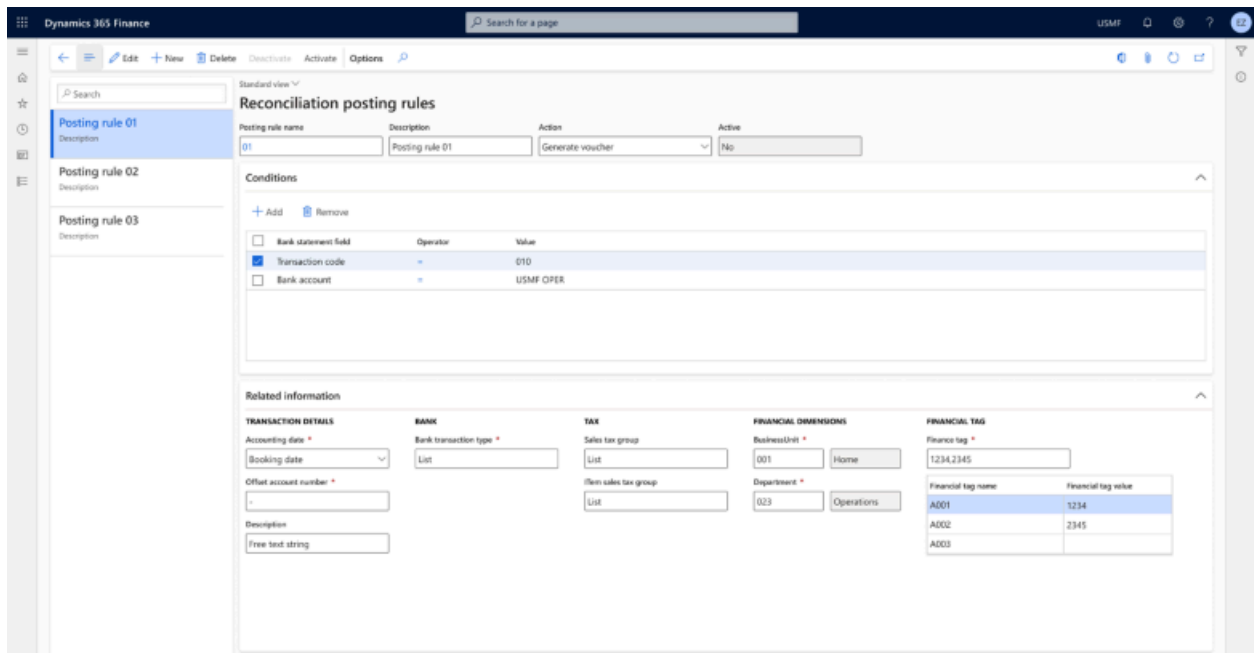 Dynamics 365 Finance
Search for a page
USMF
?
EZ
Edit
+ New
Delete
Deactivate
Activate
Options
Search
Posting rule 01
Description
Posting rule 02
Description
Posting rule 03
Description
Standard view
Reconciliation posting rules
Posting rule name Description Action Active
01 Posting rule 01 Generate voucher No
Conditions
+ Add Remove
Bank statement field Operator Value
Transaction code = 010
Bank account = USMF OPER
Related information
TRANSACTION DETAILS
Accounting date *
Booking date
Offset account number *
-
Description
Free text string
BANK
Bank transaction type *
List
TAX
Sales tax group
List
ITem sales tax group
List
FINANCIAL DIMENSIONS
BusinessUnit *
001 Home
Department *
023 Operations
FINANCIAL TAG
Finance tag *
1234,2345
Financial tag name Financial tag value
A001 1234
A002 2345
A003